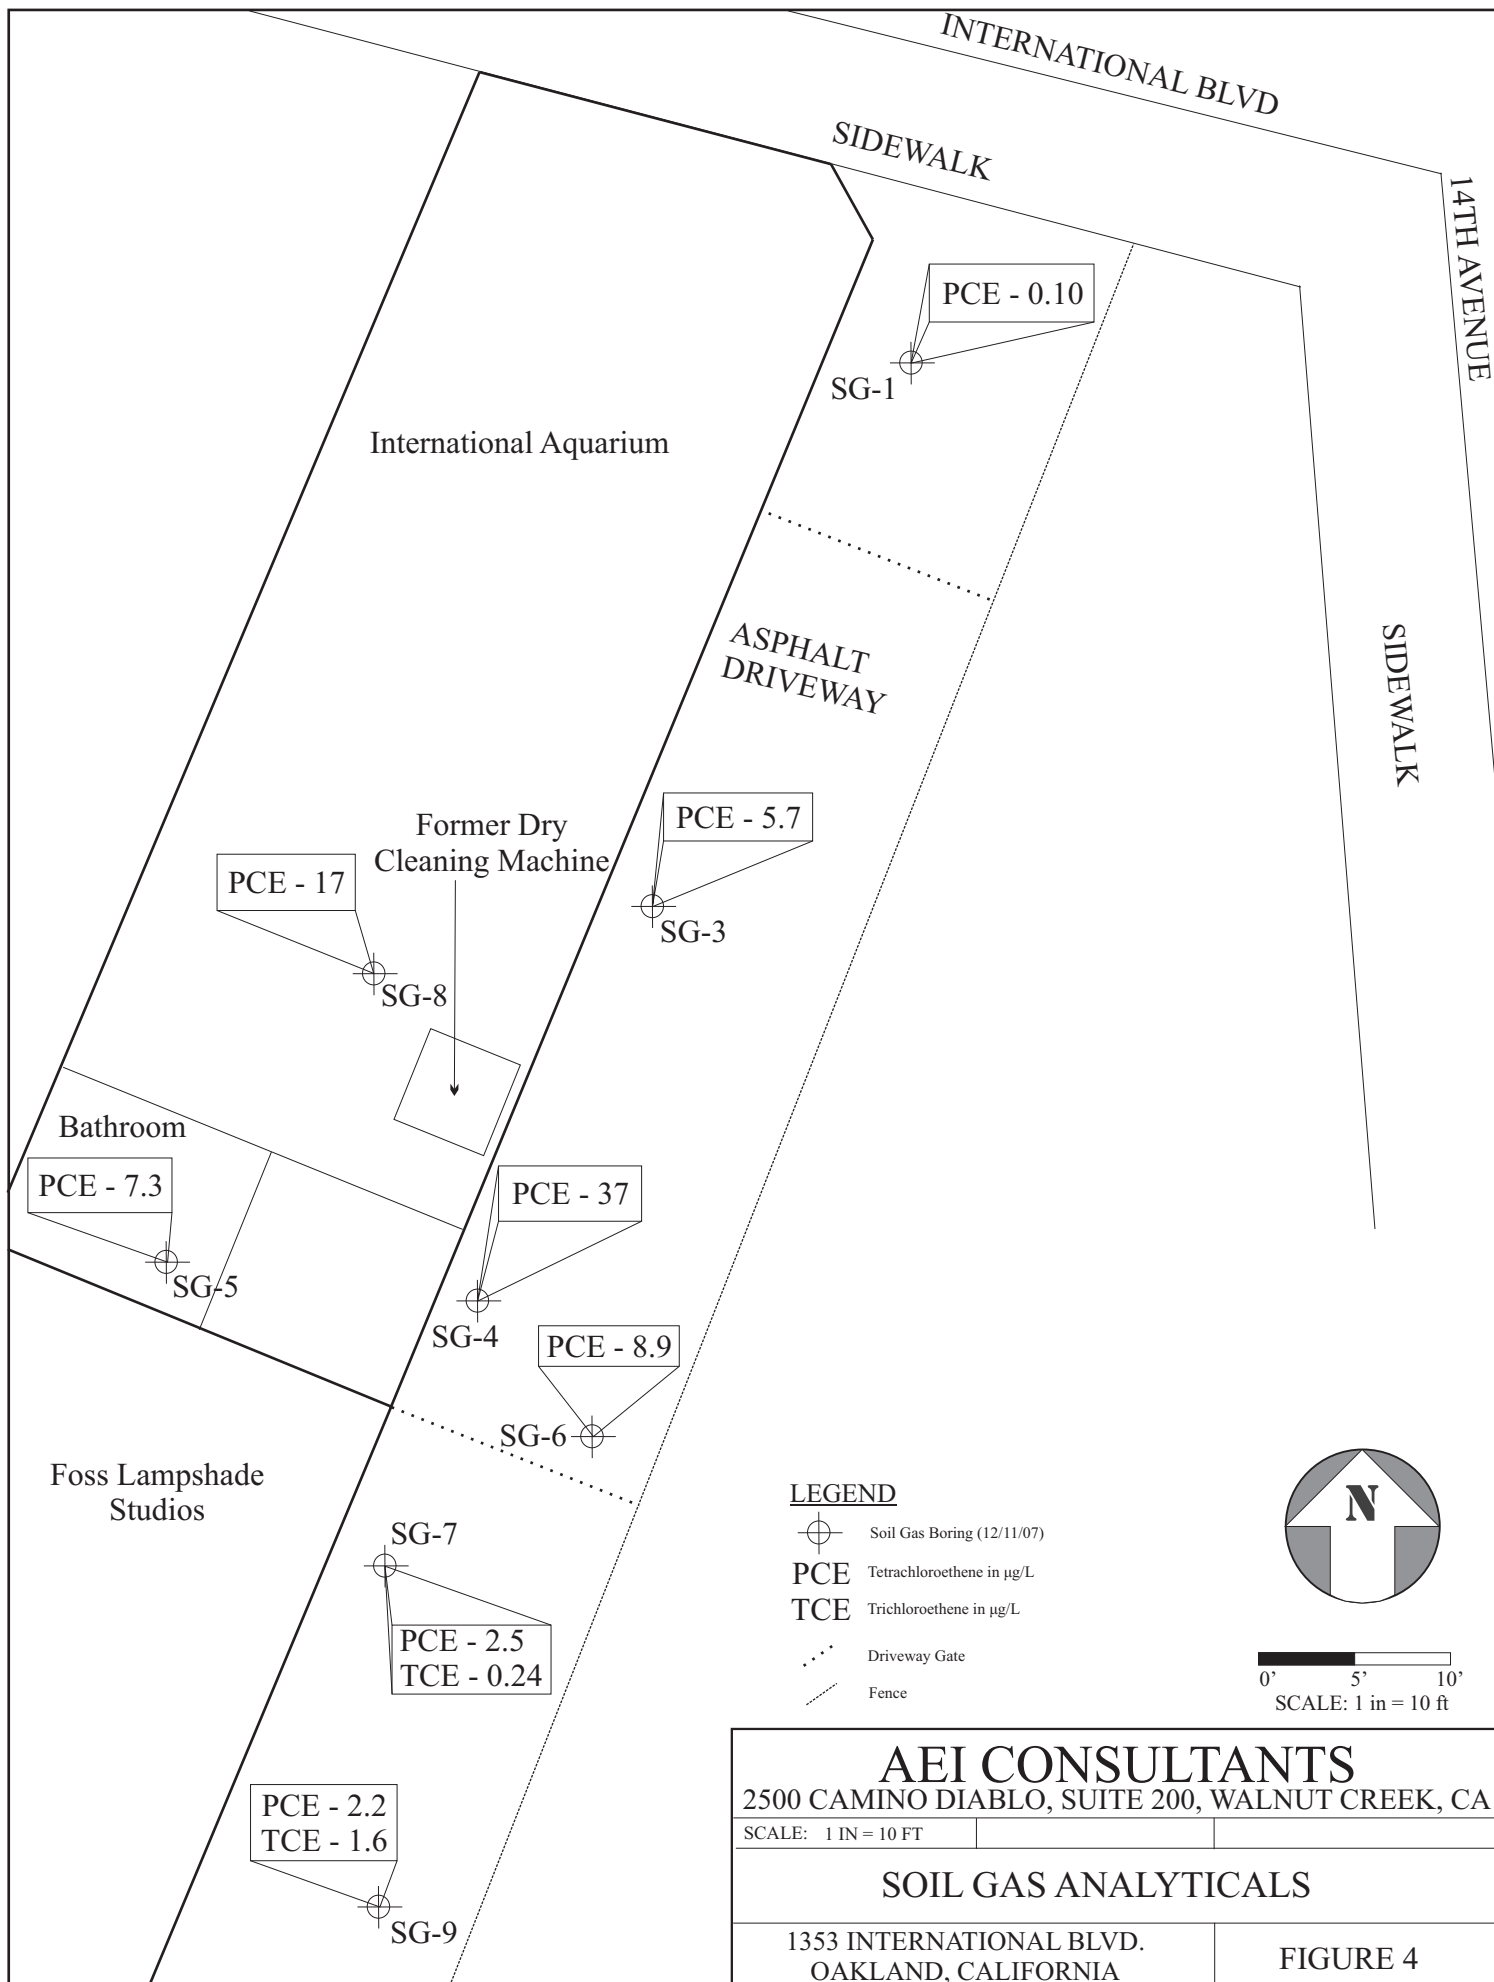 INTERNATIONAL BLVD
SIDEWALK
14TH AVENUE
PCE - 0.10
SG-1
International Aquarium
ASPHALT
DRIVEWAY
SIDEWALK
PCE - 5.7
SG-3
Former Dry
Cleaning Machine
PCE - 17
SG-8
Bathroom
PCE - 7.3
SG-5
PCE - 37
SG-4
PCE - 8.9
SG-6
Foss Lampshade
Studios
SG-7
PCE - 2.5
TCE - 0.24
PCE - 2.2
TCE - 1.6
SG-9
LEGEND
Soil Gas Boring (12/11/07)
PCE Tetrachloroethene in µg/L
TCE Trichloroethene in µg/L
Driveway Gate
Fence
N
0’ 5’ 10’
SCALE: 1 in = 10 ft
AEI CONSULTANTS
2500 CAMINO DIABLO, SUITE 200, WALNUT CREEK, CA
SCALE: 1 IN = 10 FT
SOIL GAS ANALYTICALS
1353 INTERNATIONAL BLVD.
OAKLAND, CALIFORNIA
FIGURE 4